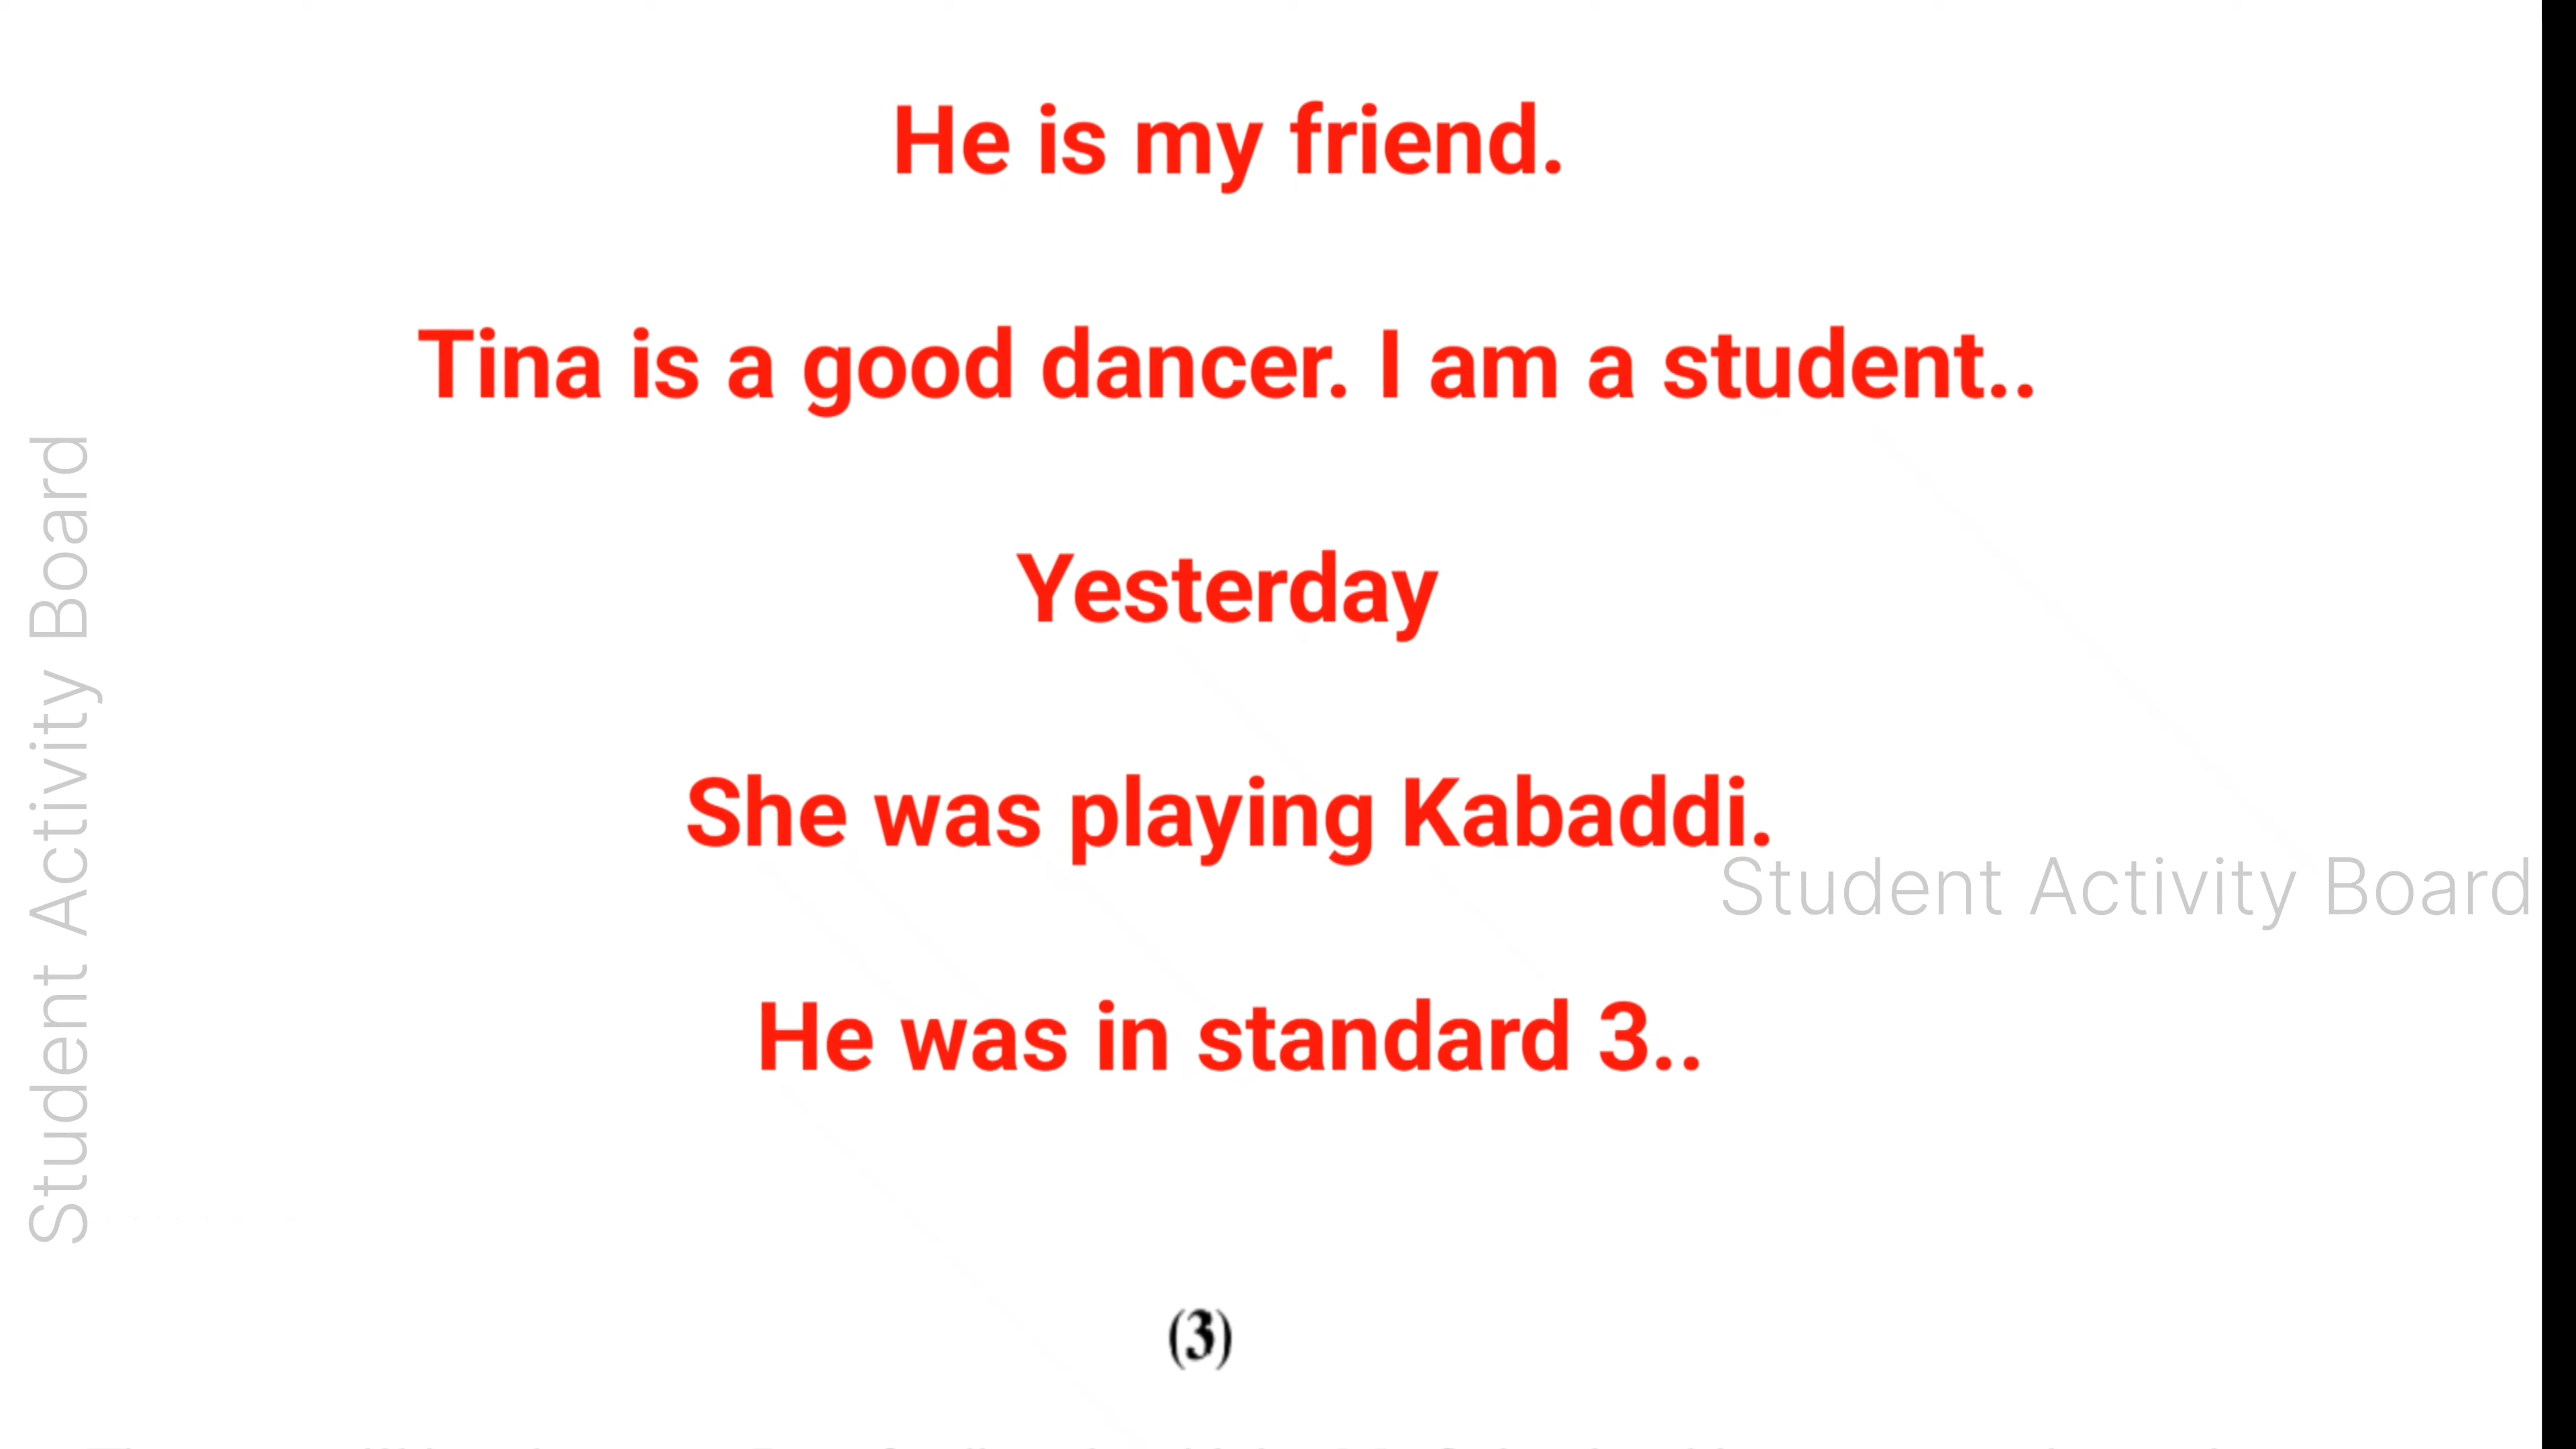 He is my friend.
Tina is a good dancer. I am a student..
Yesterday
She was playing Kabaddi.
Student Activity Board
Student Activity Board
He was in standard 3..
(3)